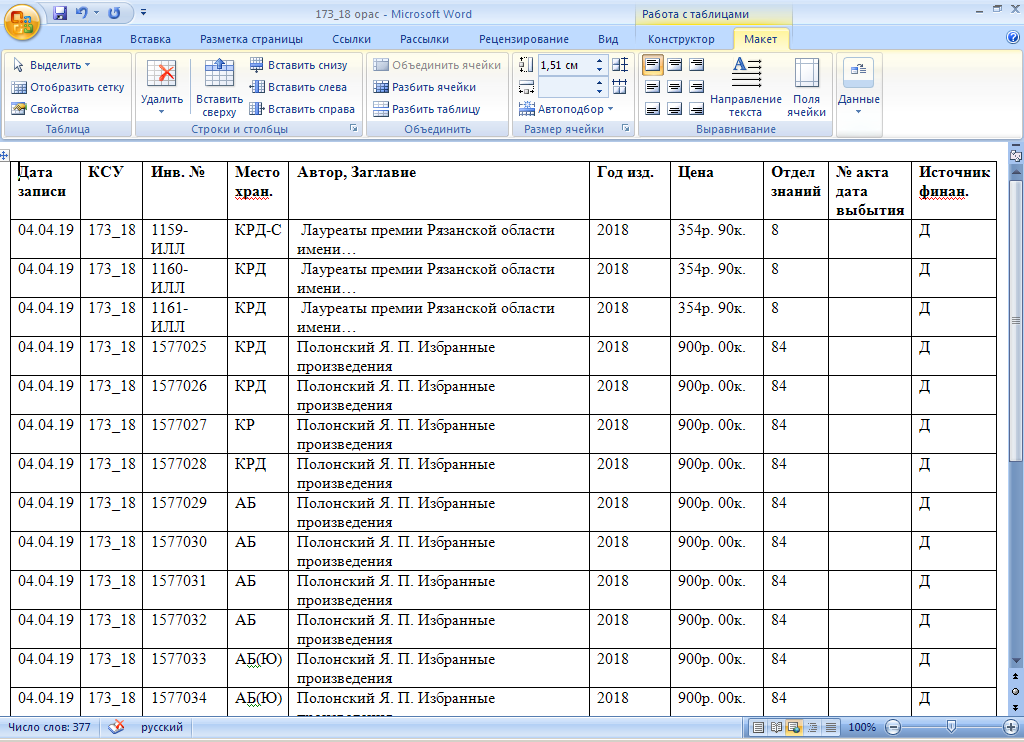 173_18 opac - Microsoft Word
Работа с таблицами
Главная Вставка Разметка страницы Ссылки Рассылки Рецензирование Вид Конструктор Макет
Выделить
Отобразить сетку
Свойства
Таблица
Удалить
Вставить сверху
Вставить снизу
Вставить слева
Вставить справа
Строки и столбцы
Объединить ячейки
Разбить ячейки
Разбить таблицу
Объединить
1,51 см
Автоподбор
Размер ячейки
Направление текста
Поля ячейки
Выравнивание
Данные
Дата записи КСУ Инв. № Место хран. Автор, Заглавие Год изд. Цена Отдел знаний № акта дата выбытия Источник финан.
04.04.19 173_18 1159-ИЛЛ КРД-С Лауреаты премии Рязанской области имени… 2018 354р. 90к. 8 Д
04.04.19 173_18 1160-ИЛЛ КРД Лауреаты премии Рязанской области имени… 2018 354р. 90к. 8 Д
04.04.19 173_18 1161-ИЛЛ КРД Лауреаты премии Рязанской области имени… 2018 354р. 90к. 8 Д
04.04.19 173_18 1577025 КРД Полонский Я. П. Избранные произведения 2018 900р. 00к. 84 Д
04.04.19 173_18 1577026 КРД Полонский Я. П. Избранные произведения 2018 900р. 00к. 84 Д
04.04.19 173_18 1577027 КР Полонский Я. П. Избранные произведения 2018 900р. 00к. 84 Д
04.04.19 173_18 1577028 КРД Полонский Я. П. Избранные произведения 2018 900р. 00к. 84 Д
04.04.19 173_18 1577029 АБ Полонский Я. П. Избранные произведения 2018 900р. 00к. 84 Д
04.04.19 173_18 1577030 АБ Полонский Я. П. Избранные произведения 2018 900р. 00к. 84 Д
04.04.19 173_18 1577031 АБ Полонский Я. П. Избранные произведения 2018 900р. 00к. 84 Д
04.04.19 173_18 1577032 АБ Полонский Я. П. Избранные произведения 2018 900р. 00к. 84 Д
04.04.19 173_18 1577033 АБ(Ю) Полонский Я. П. Избранные произведения 2018 900р. 00к. 84 Д
04.04.19 173_18 1577034 АБ(Ю) Полонский Я. П. Избранные 2018 900р. 00к. 84 Д
Число слов: 377 русский 100%